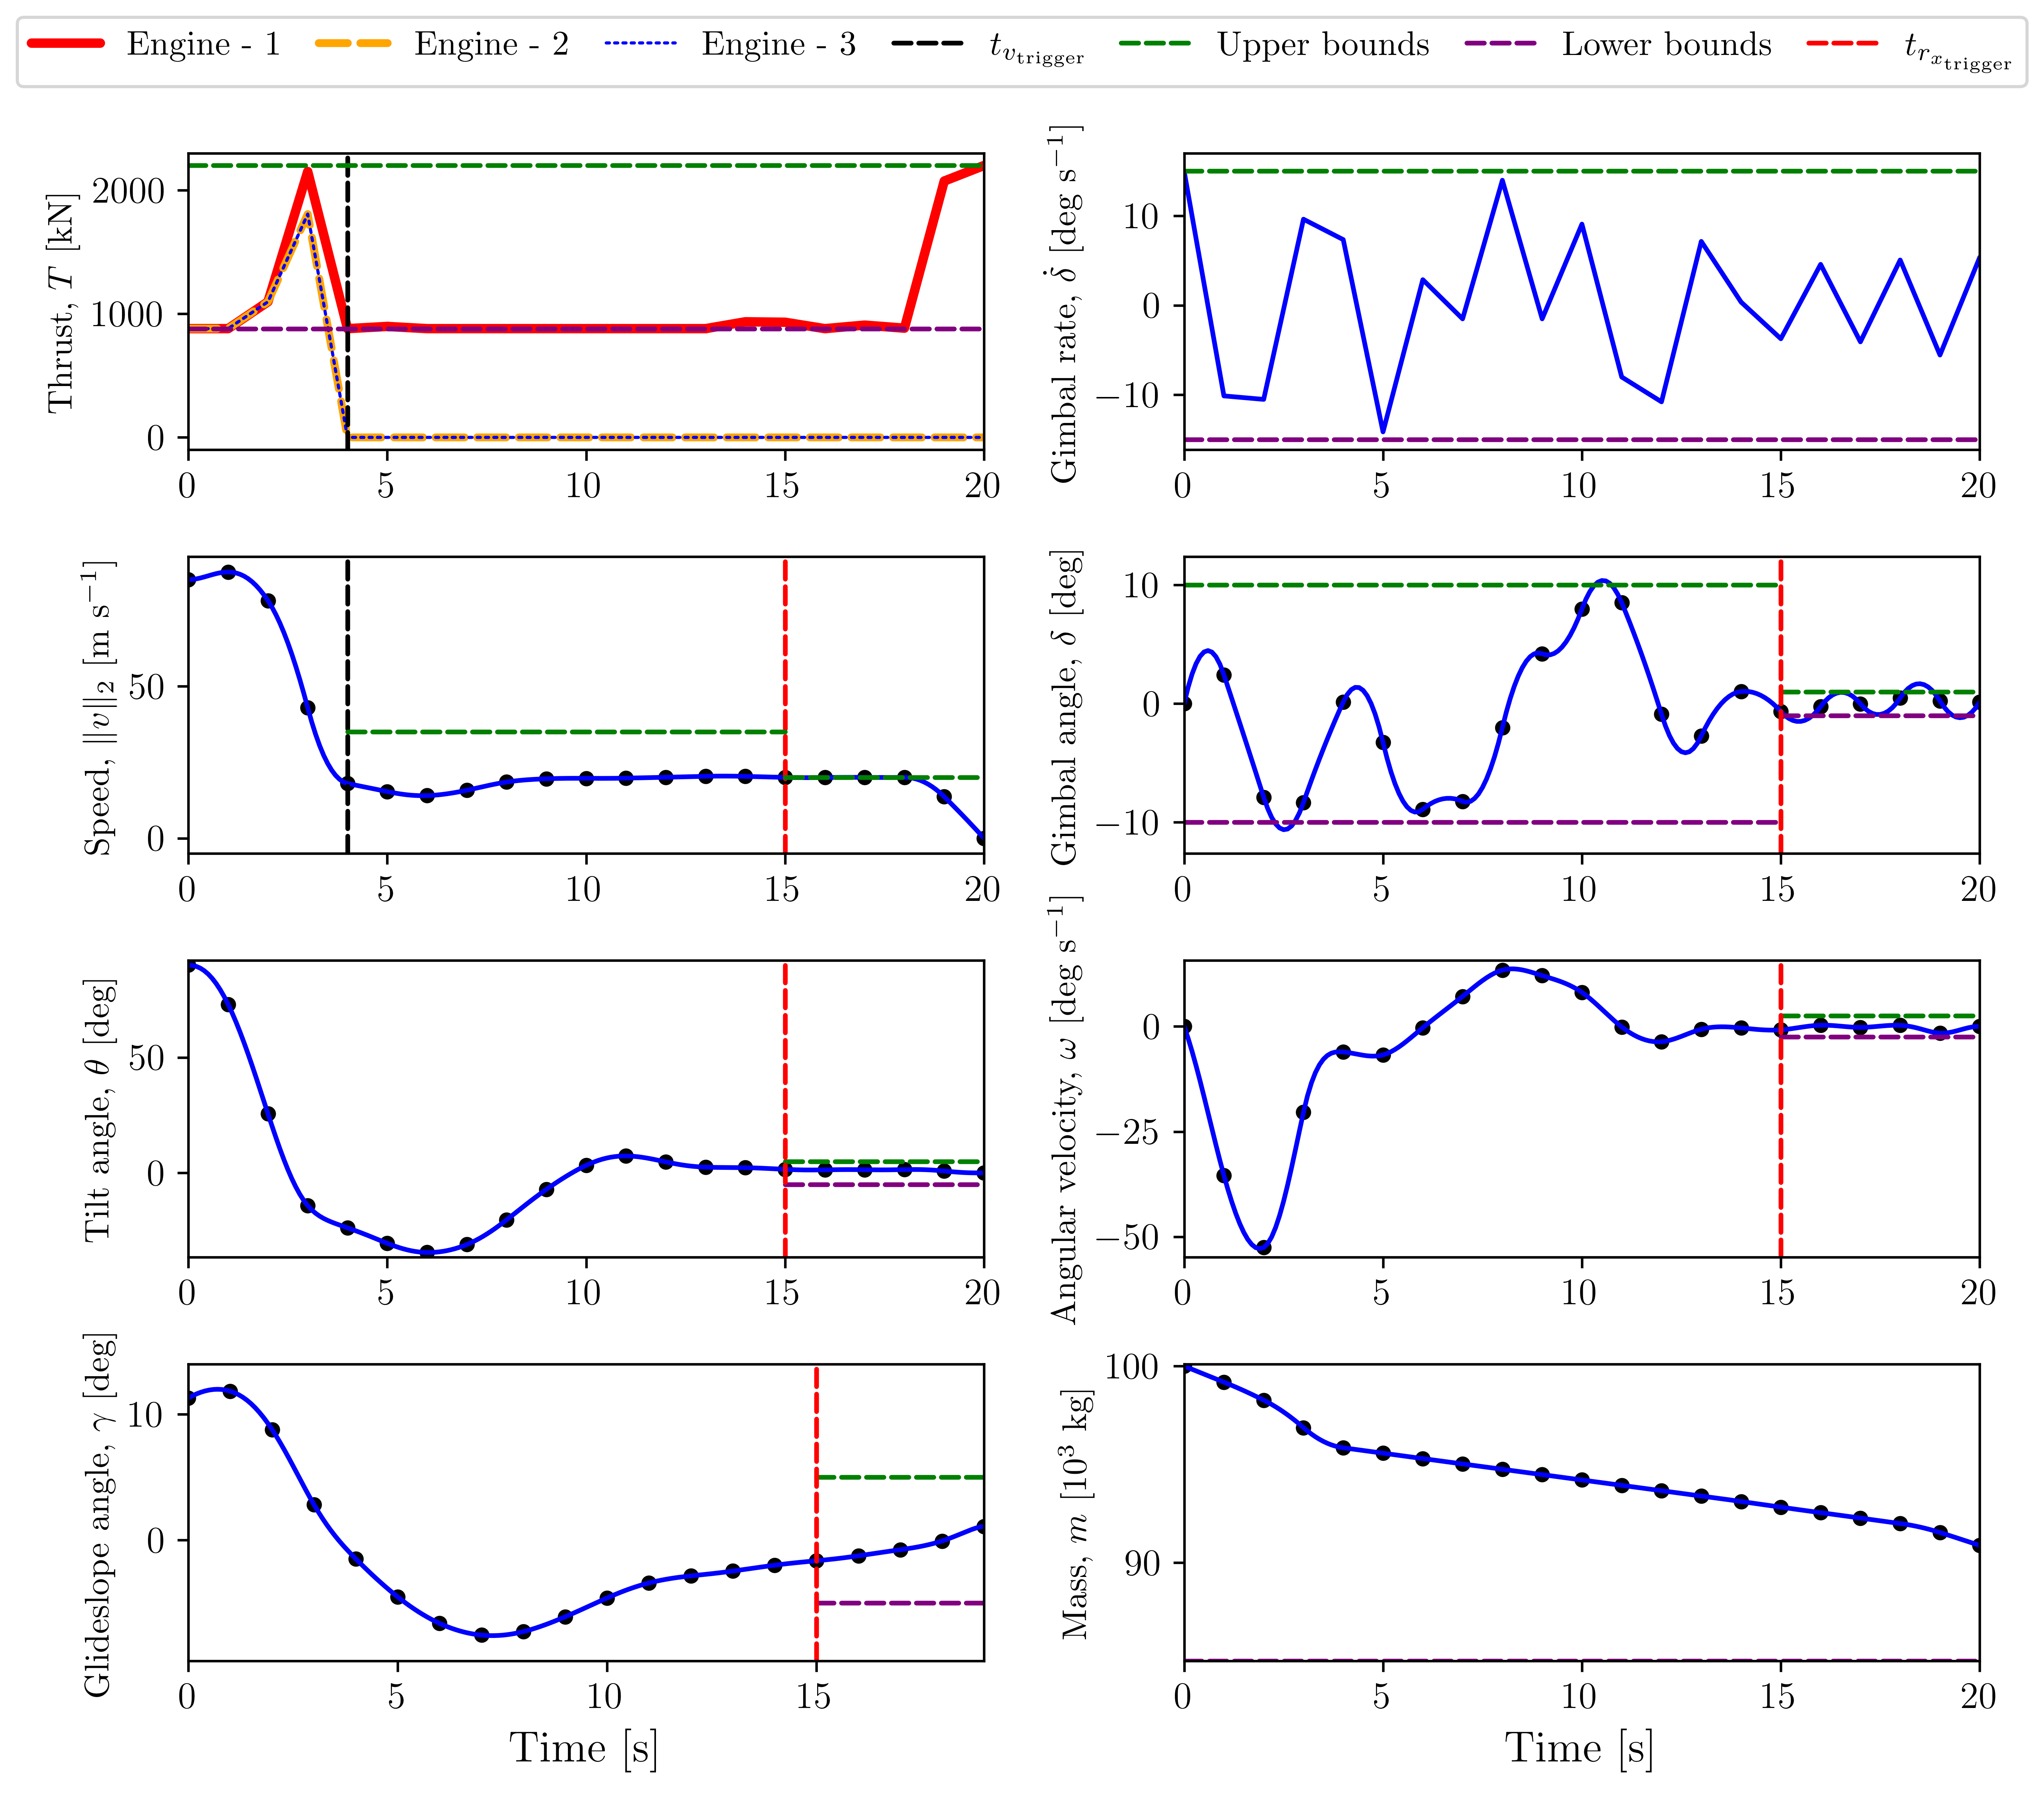 Engine - 1 Engine - 2 Engine - 3 t_{v_{trigger}} Upper bounds Lower bounds t_{r_{x_{trigger}}}
Thrust, T [kN]
2000
1000
0
0 5 10 15 20
Gimbal rate, δ̇ [deg s⁻¹]
10
0
−10
0 5 10 15 20
Speed, ||v||₂ [m s⁻¹]
50
0
0 5 10 15 20
Gimbal angle, δ [deg]
10
0
−10
0 5 10 15 20
Tilt angle, θ [deg]
50
0
0 5 10 15 20
Angular velocity, ω [deg s⁻¹]
0
−25
−50
0 5 10 15 20
Glideslope angle, γ [deg]
10
0
0 5 10 15
Time [s]
Mass, m [10³ kg]
100
90
0 5 10 15 20
Time [s]